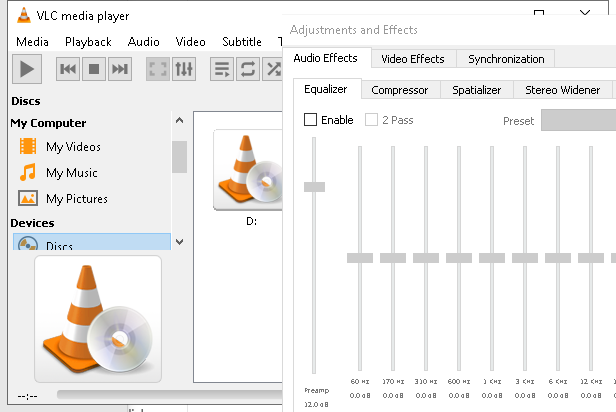 VLC media player
Media Playback Audio Video Subtitle
Discs
My Computer
My Videos
My Music
My Pictures
Devices
Discs
D:
--:--
Adjustments and Effects
Audio Effects Video Effects Synchronization
Equalizer Compressor Spatializer Stereo Widener
Enable 2 Pass Preset
60 Hz 170 Hz 310 Hz 600 Hz 1 KHz 3 KHz 6 KHz 12 KHz
Preamp 0.0 dB 0.0 dB 0.0 dB 0.0 dB 0.0 dB 0.0 dB 0.0 dB 0.0 dB
12.0 dB